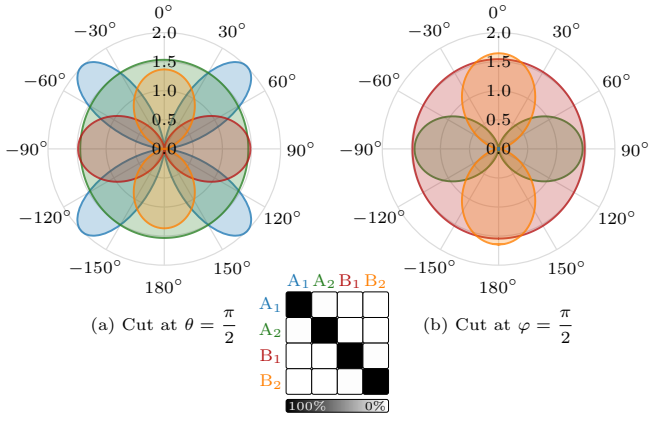 0° 0°
−30° 30° −30° 30°
2.0 2.0
−60° 1.5 60° −60° 1.5 60°
1.0 1.0
0.5 0.5
−90° 0.0 90° −90° 0.0 90°
−120° 120° −120° 120°
−150° 150° −150° 150°
180° 180°
A₁ A₂ B₁ B₂
A₁
(a) Cut at θ = π/2
(b) Cut at φ = π/2
A₂
B₁
B₂
100% 0%